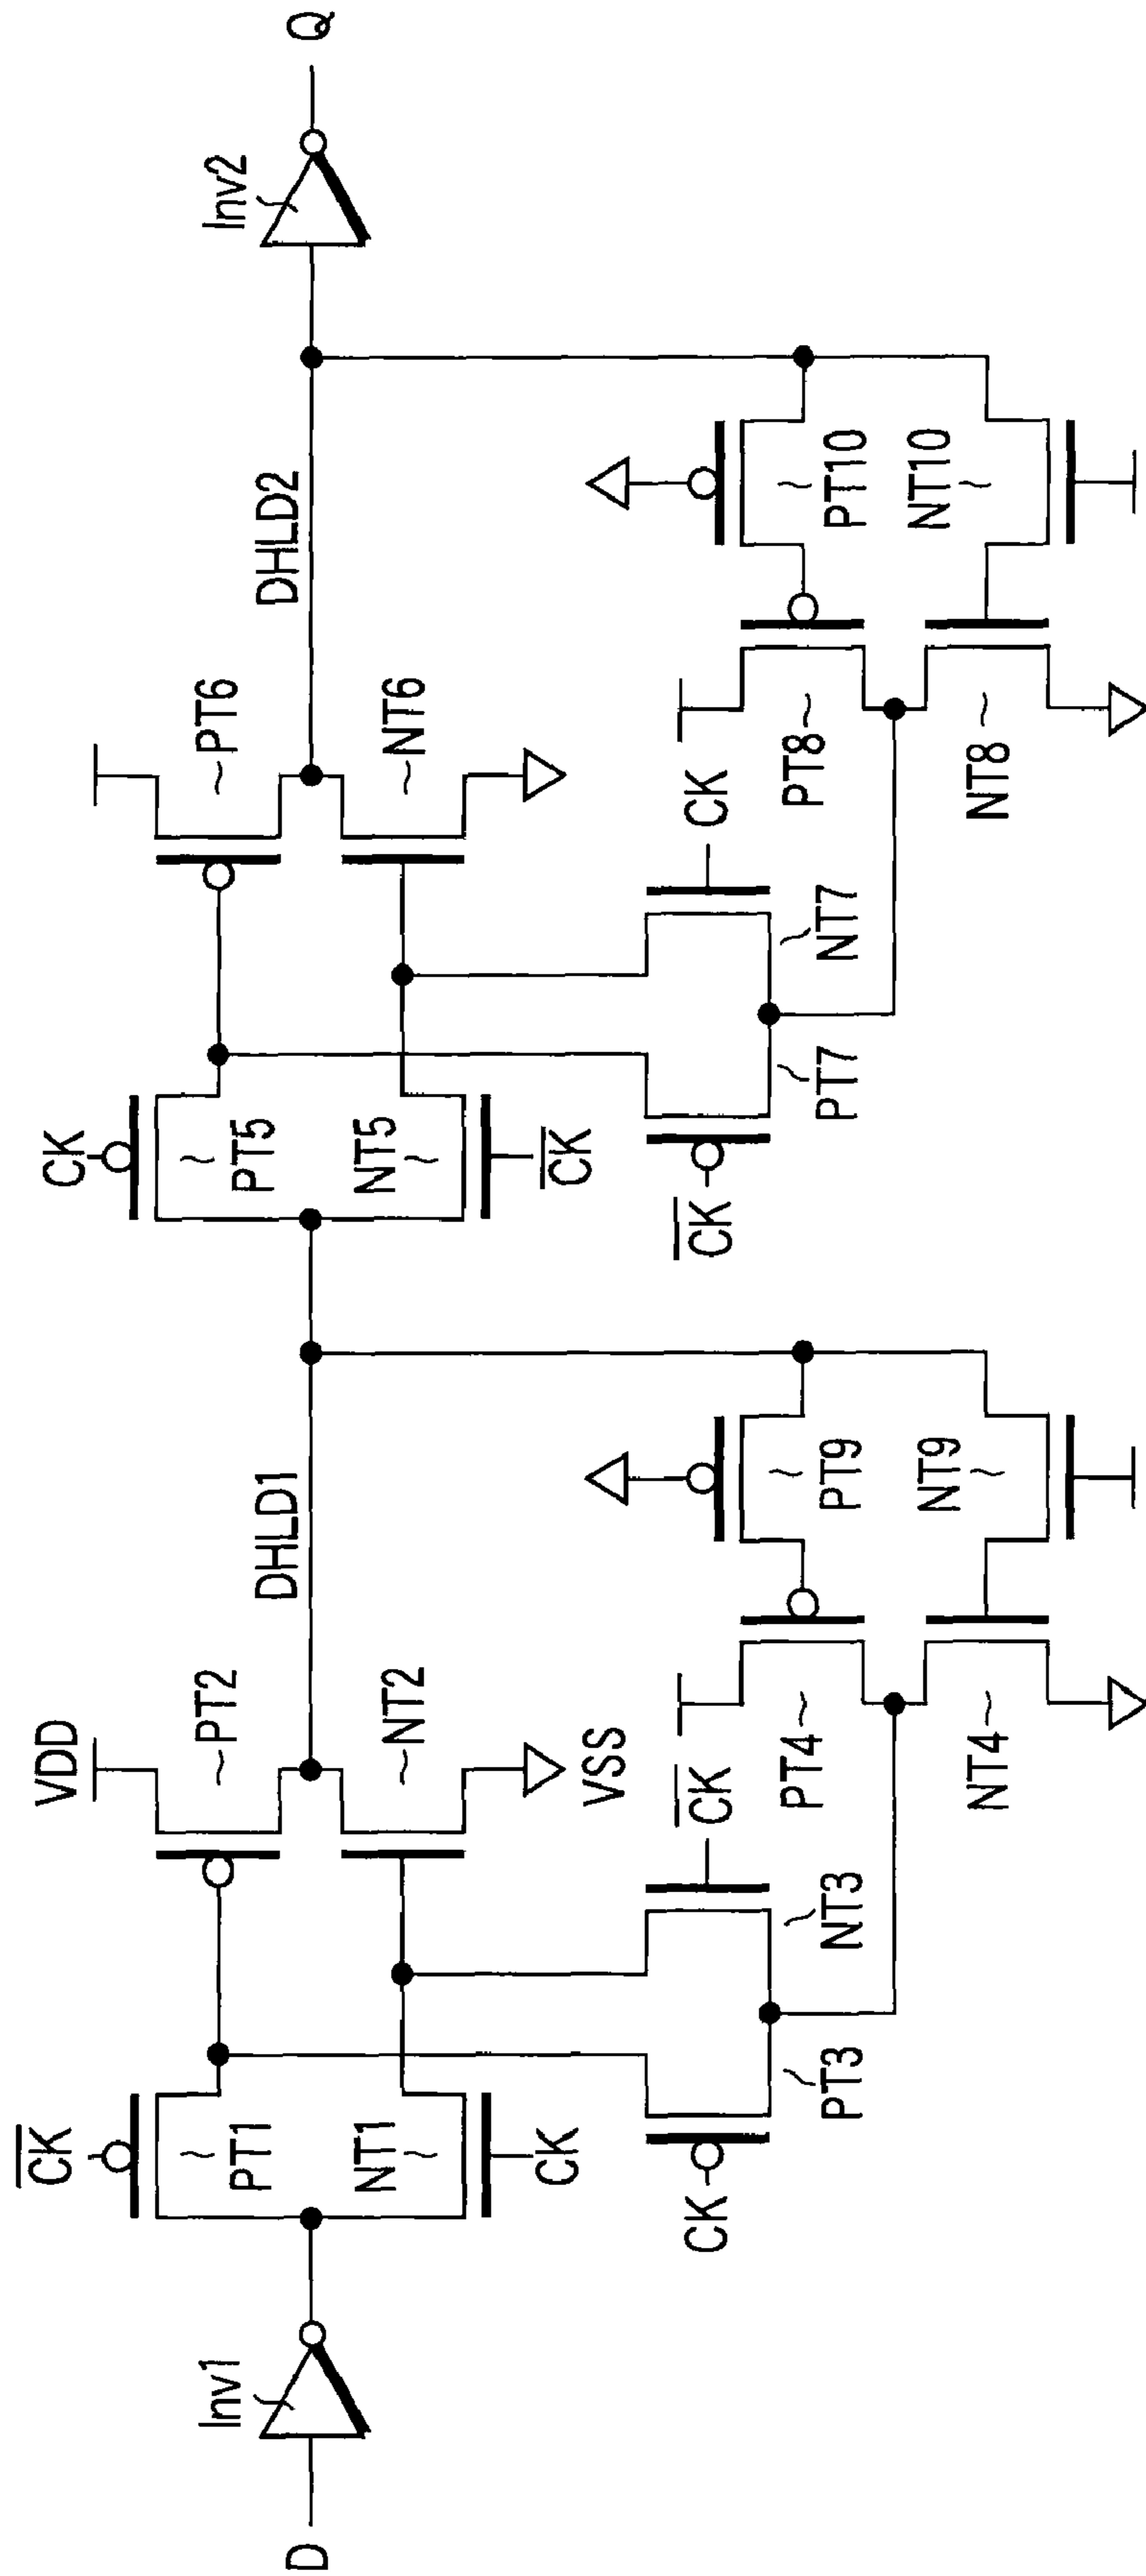 D
Inv1
CK
PT1
NT1
CK
VDD
PT2
NT2
VSS
DHLD1
CK
PT3
NT3
CK
PT4
NT4
PT9
NT9
CK
PT5
NT5
CK
PT6
NT6
DHLD2
CK
PT7
NT7
CK
PT8
NT8
PT10
NT10
Inv2
Q